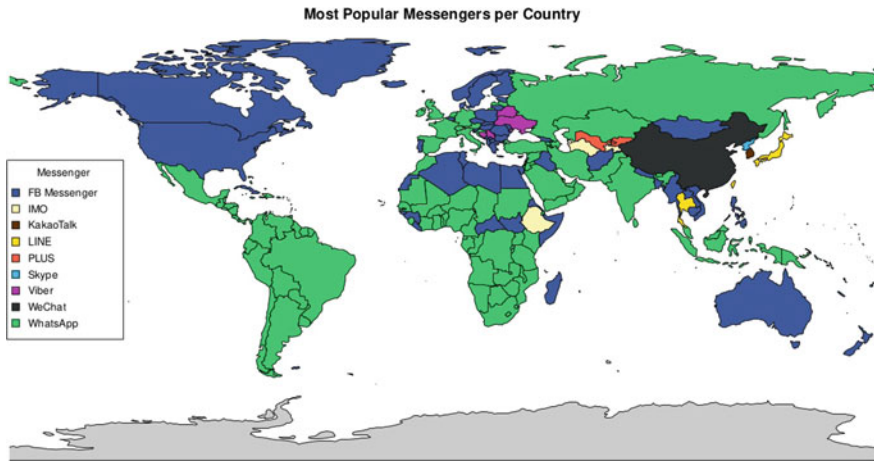 Most Popular Messengers per Country
Messenger
FB Messenger
IMO
KakaoTalk
LINE
PLUS
Skype
Viber
WeChat
WhatsApp